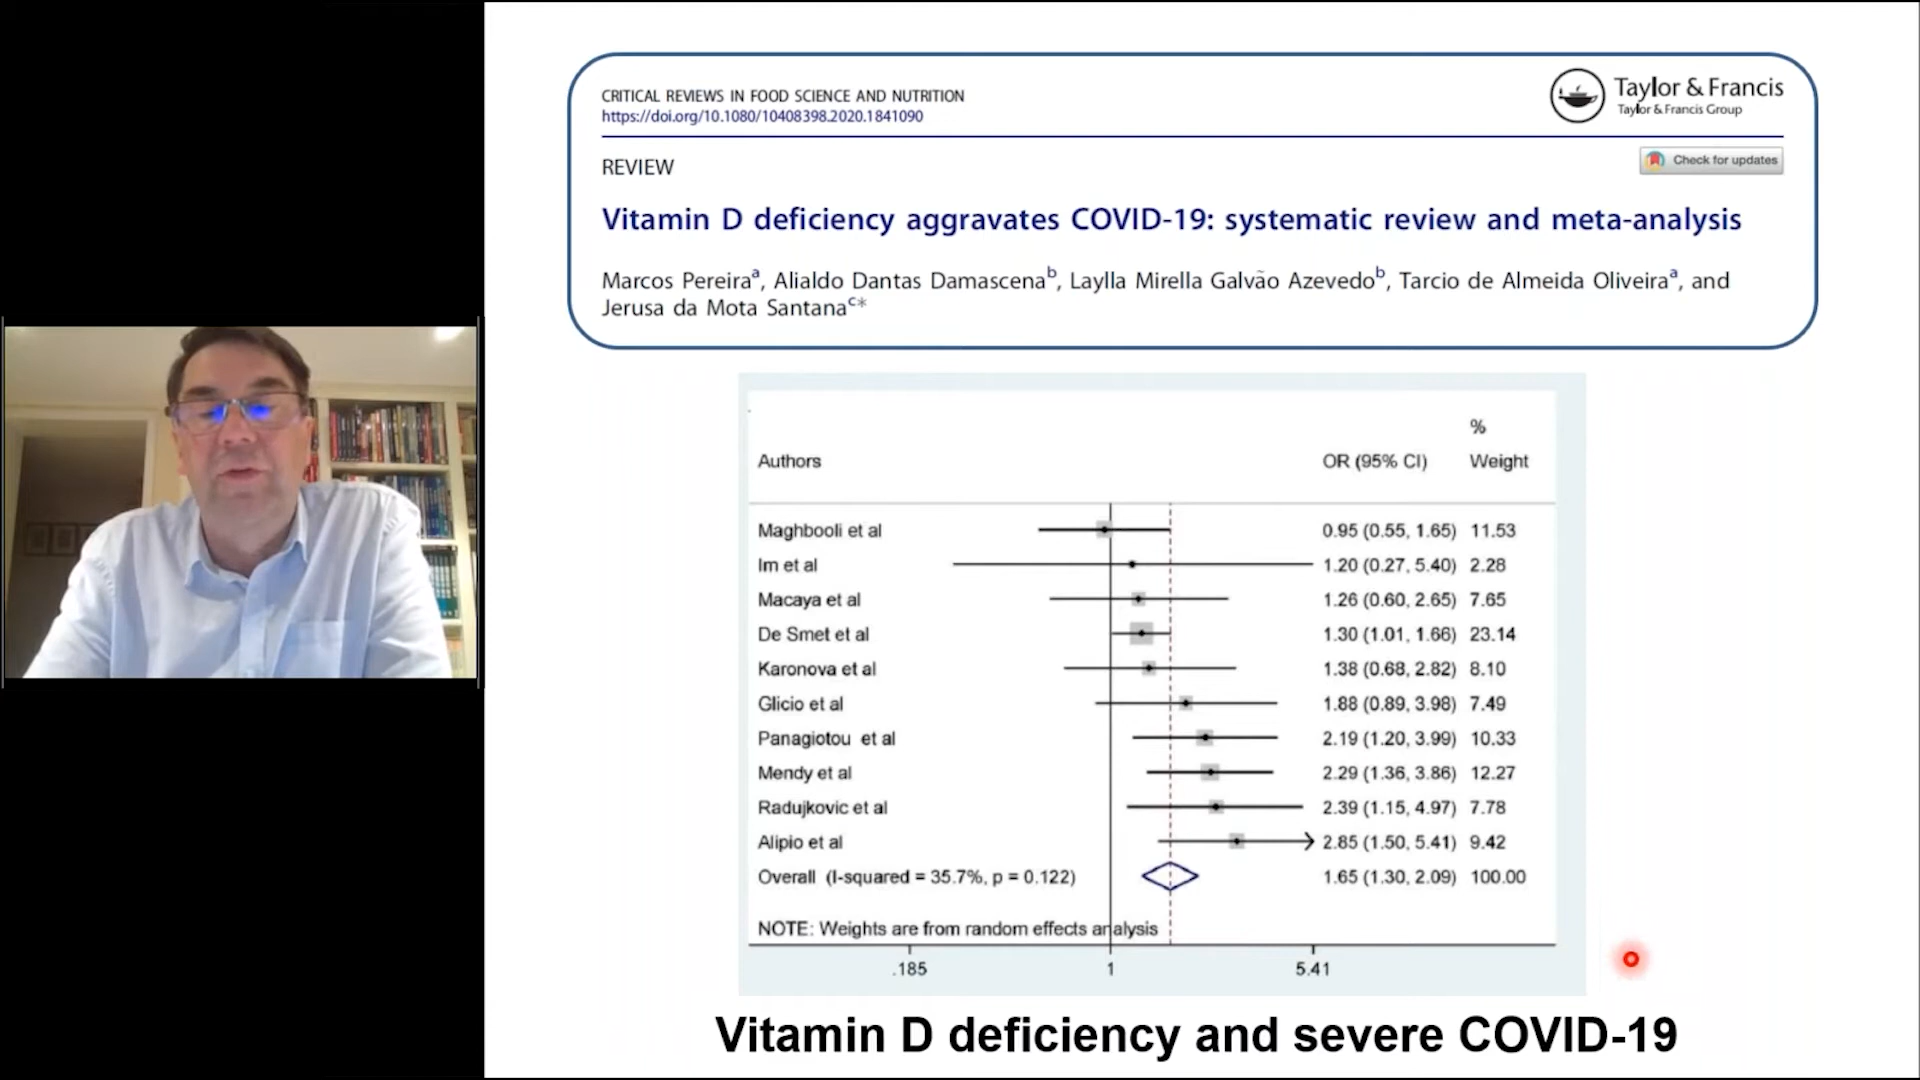 CRITICAL REVIEWS IN FOOD SCIENCE AND NUTRITION
https://doi.org/10.1080/10408398.2020.1841090
Taylor & Francis
Taylor & Francis Group
REVIEW
Check for updates
Vitamin D deficiency aggravates COVID-19: systematic review and meta-analysis
Marcos Pereiraa, Alialdo Dantas Damascenab, Laylla Mirella Galvão Azevedob, Tarcio de Almeida Oliveiraa, and
Jerusa da Mota Santanac*
%
Authors OR (95% CI) Weight
Maghbooli et al 0.95 (0.55, 1.65) 11.53
Im et al 1.20 (0.27, 5.40) 2.28
Macaya et al 1.26 (0.60, 2.65) 7.65
De Smet et al 1.30 (1.01, 1.66) 23.14
Karonova et al 1.38 (0.68, 2.82) 8.10
Glicio et al 1.88 (0.89, 3.98) 7.49
Panagiotou et al 2.19 (1.20, 3.99) 10.33
Mendy et al 2.29 (1.36, 3.86) 12.27
Radujkovic et al 2.39 (1.15, 4.97) 7.78
Alipio et al 2.85 (1.50, 5.41) 9.42
Overall (I-squared = 35.7%, p = 0.122) 1.65 (1.30, 2.09) 100.00
NOTE: Weights are from random effects analysis
.185 1 5.41
Vitamin D deficiency and severe COVID-19